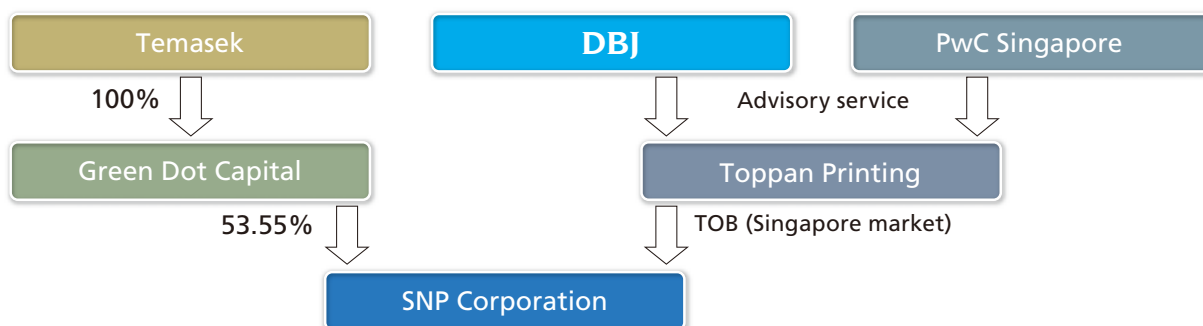 Temasek
DBJ
PwC Singapore
100%
Advisory service
Green Dot Capital
Toppan Printing
53.55%
TOB (Singapore market)
SNP Corporation